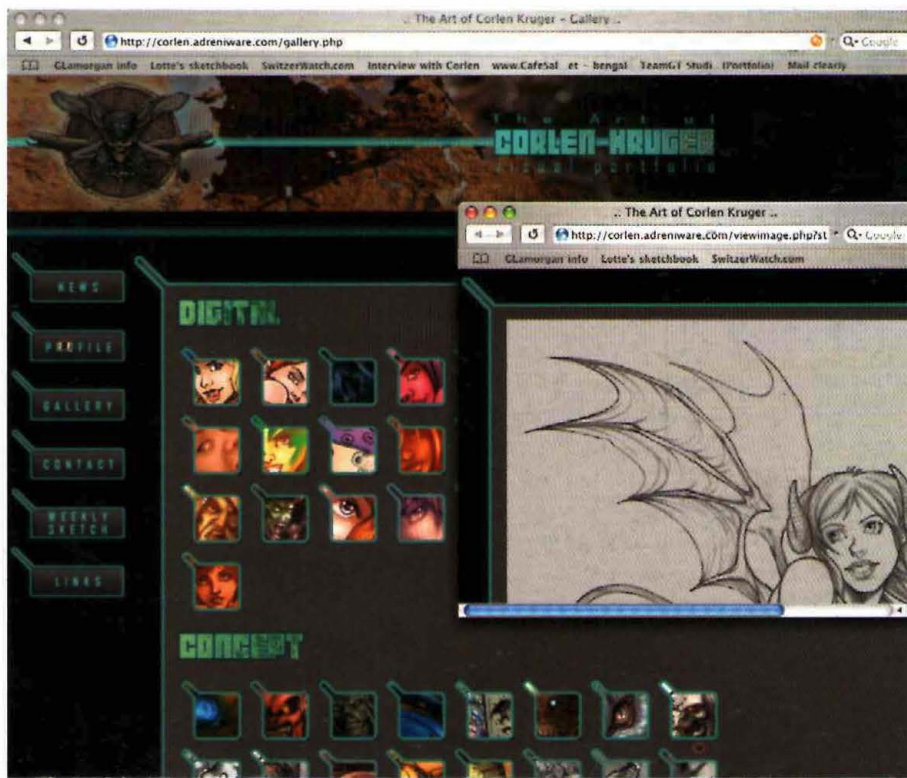 .: The Art of Corlen Kruger - Gallery :.
http://corlen.adreniware.com/gallery.php
Google
GLamorgan info Lotte's sketchbook SwitzerWatch.com Interview with Corlen www.CafeSal et - bengal TeamGT Studi (Portfolio) Mail clearly
The Art of
CORLEN-KRUGER
visual portfolio
.: The Art of Corlen Kruger :.
http://corlen.adreniware.com/viewimage.php?st
Google
GLamorgan info Lotte's sketchbook SwitzerWatch.com
NEWS
PROFILE
GALLERY
CONTACT
WEEKLY
SKETCH
LINKS
DIGITAL
CONCEPT